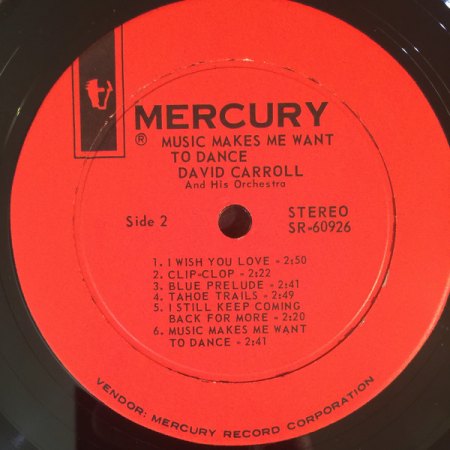 MERCURY
® MUSIC MAKES ME WANT
TO DANCE
DAVID CARROLL
And His Orchestra
Side 2
STEREO
SR-60926
1. I WISH YOU LOVE - 2:50
2. CLIP-CLOP - 2:22
3. BLUE PRELUDE - 2:41
4. TAHOE TRAILS - 2:49
5. I STILL KEEP COMING
BACK FOR MORE - 2:20
6. MUSIC MAKES ME WANT
TO DANCE - 2:41
VENDOR: MERCURY RECORD CORPORATION